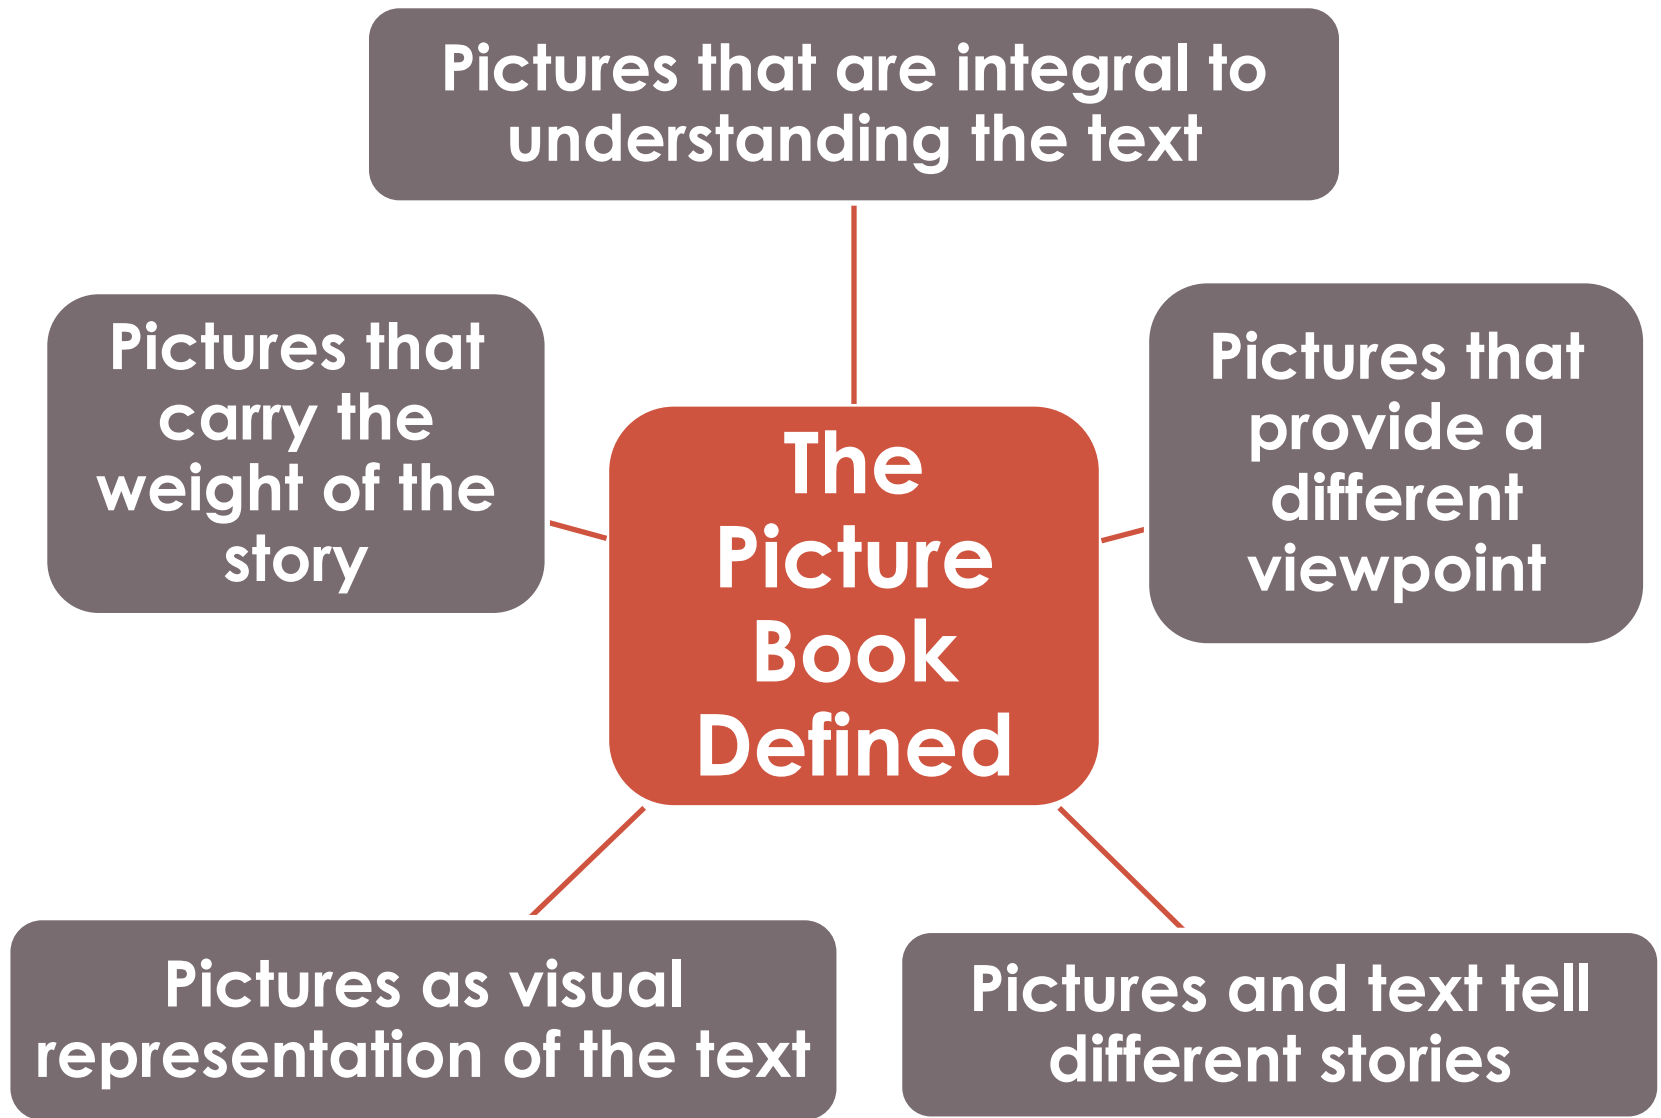 Pictures that are integral to
understanding the text
Pictures that
carry the
weight of the
story
The
Picture
Book
Defined
Pictures that
provide a
different
viewpoint
Pictures as visual
representation of the text
Pictures and text tell
different stories